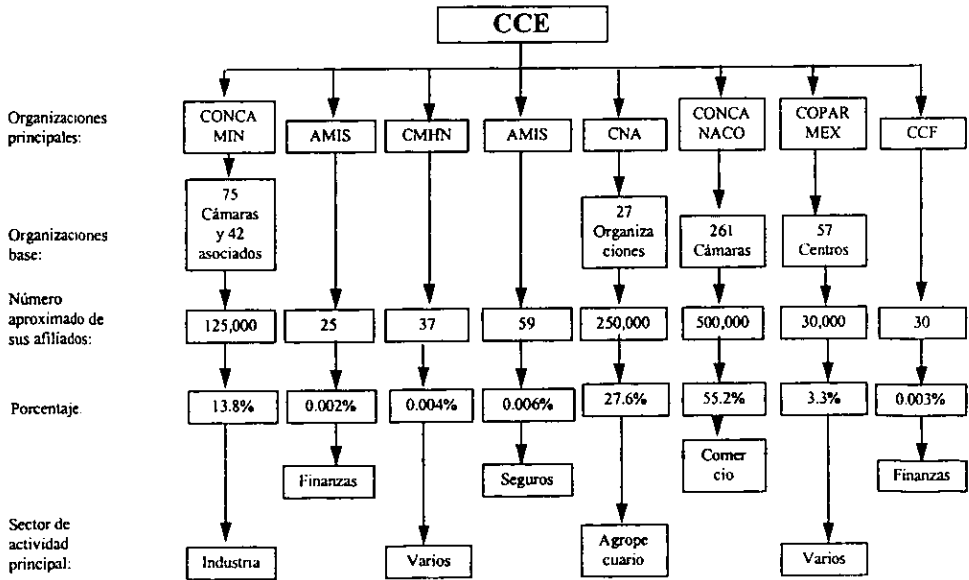 CCE
Organizaciones
principales:
CONCA
MIN
AMIS
CMHN
AMIS
CNA
CONCA
NACO
COPAR
MEX
CCF
Organizaciones
base:
75
Cámaras
y 42
asociados
27
Organiza
ciones
261
Cámaras
57
Centros
Número
aproximado de
sus afiliados:
125,000
25
37
59
250,000
500,000
30,000
30
Porcentaje
13.8%
0.002%
0.004%
0.006%
27.6%
55.2%
3.3%
0.003%
Finanzas
Seguros
Comer
cio
Finanzas
Sector de
actividad
principal:
Industria
Varios
Agrope
cuario
Varios